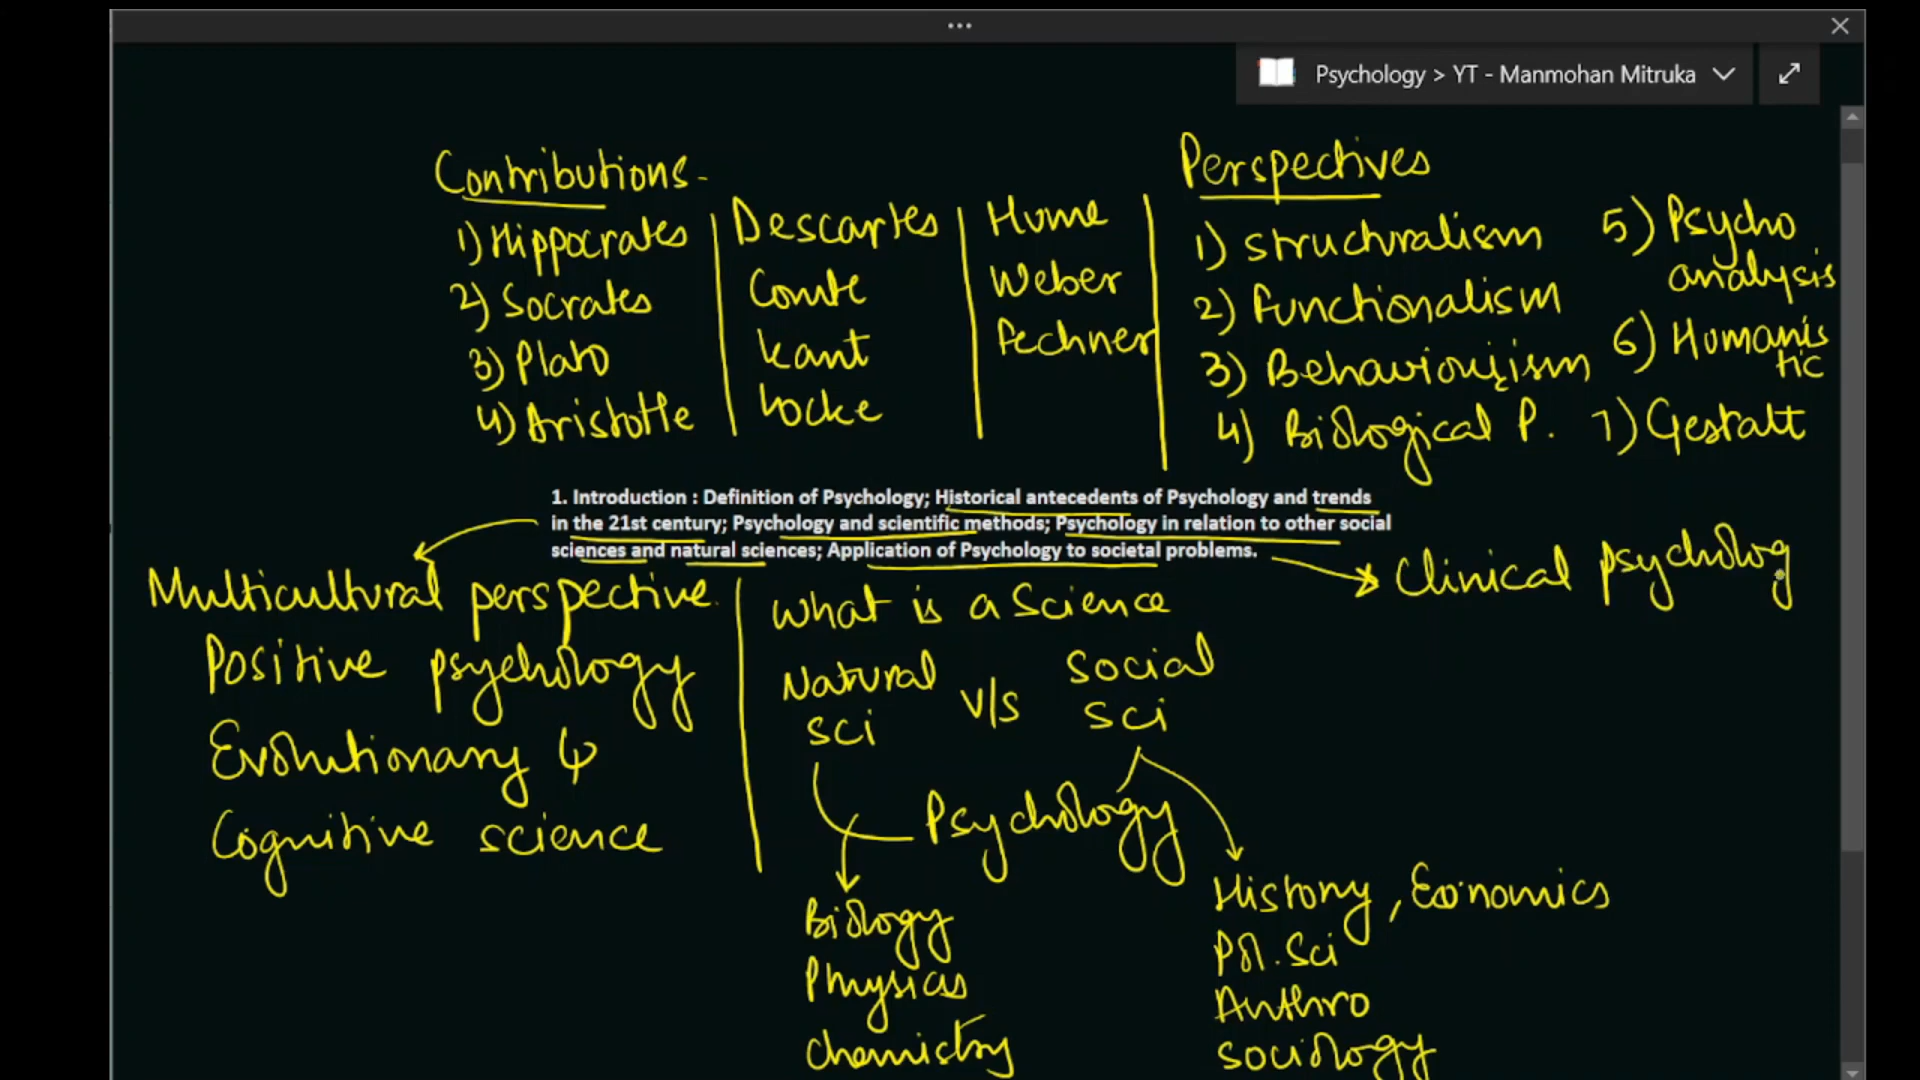 Psychology > YT - Manmohan Mitruka
Contributions -
1) Hippocrates
2) Socrates
3) Plato
4) Aristotle
Descartes
Comte
Kant
Locke
Hume
Weber
Fechner
Perspectives
1) Structuralism
2) Functionalism
3) Behaviourism
4) Biological P.
5) Psycho
analysis
6) Humanis
tic
7) Gestalt
1. Introduction : Definition of Psychology; Historical antecedents of Psychology and trends
in the 21st century; Psychology and scientific methods; Psychology in relation to other social
sciences and natural sciences; Application of Psychology to societal problems.
Multicultural perspective
Positive psychology
Evolutionary ψ
Cognitive science
What is a Science
Natural
Sci
v/s
Social
Sci
Psychology
Biology
Physics
Chemistry
History, Economics
Pol. Sci
Anthro
Sociology
Clinical psycholog